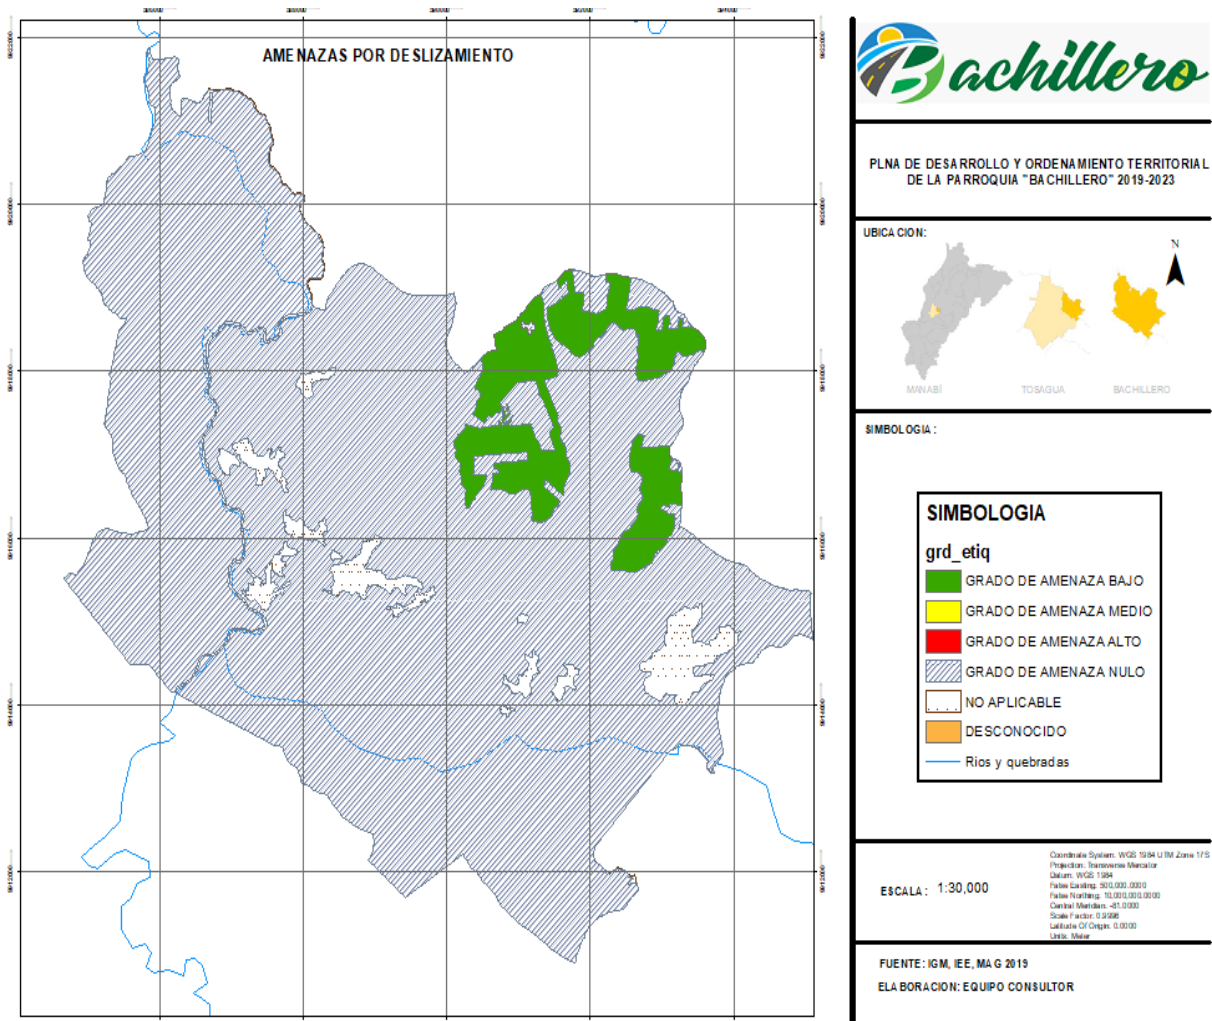 AMENAZAS POR DESLIZAMIENTO
Bachillero
PLNA DE DESARROLLO Y ORDENAMIENTO TERRITORIAL
DE LA PARROQUIA "BACHILLERO" 2019-2023
UBICACION:
N
MANABÍ
TOSAGUA
BACHILLERO
SIMBOLOGIA :
SIMBOLOGIA
grd_etiq
GRADO DE AMENAZA BAJO
GRADO DE AMENAZA MEDIO
GRADO DE AMENAZA ALTO
GRADO DE AMENAZA NULO
NO APLICABLE
DESCONOCIDO
Rios y quebradas
ESCALA : 1:30,000
Coordinate System: WGS 1984 UTM Zone 17S
Projection: Transverse Mercator
Datum: WGS 1984
False Easting: 500,000.0000
False Northing: 10,000,000.0000
Central Meridian: -81.0000
Scale Factor: 0.9996
Latitude Of Origin: 0.0000
Units: Meter
FUENTE: IGM, IEE, MAG 2019
ELABORACION: EQUIPO CONSULTOR